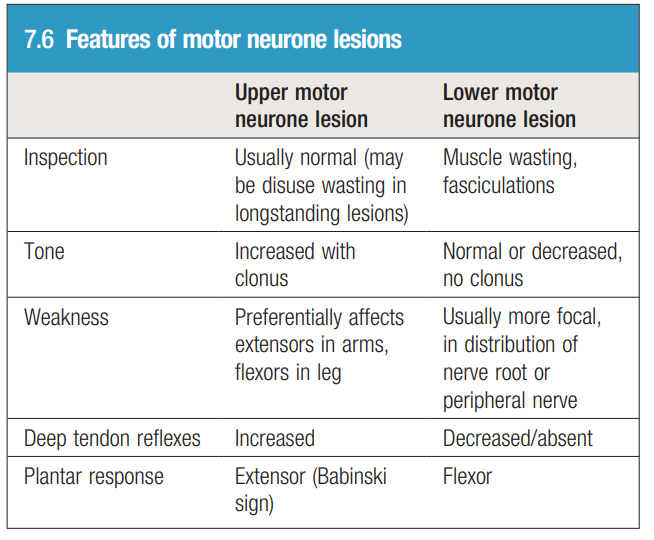 7.6 Features of motor neurone lesions
Upper motor
neurone lesion
Lower motor
neurone lesion
Inspection
Usually normal (may
be disuse wasting in
longstanding lesions)
Muscle wasting,
fasciculations
Tone
Increased with
clonus
Normal or decreased,
no clonus
Weakness
Preferentially affects
extensors in arms,
flexors in leg
Usually more focal,
in distribution of
nerve root or
peripheral nerve
Deep tendon reflexes
Increased
Decreased/absent
Plantar response
Extensor (Babinski
sign)
Flexor